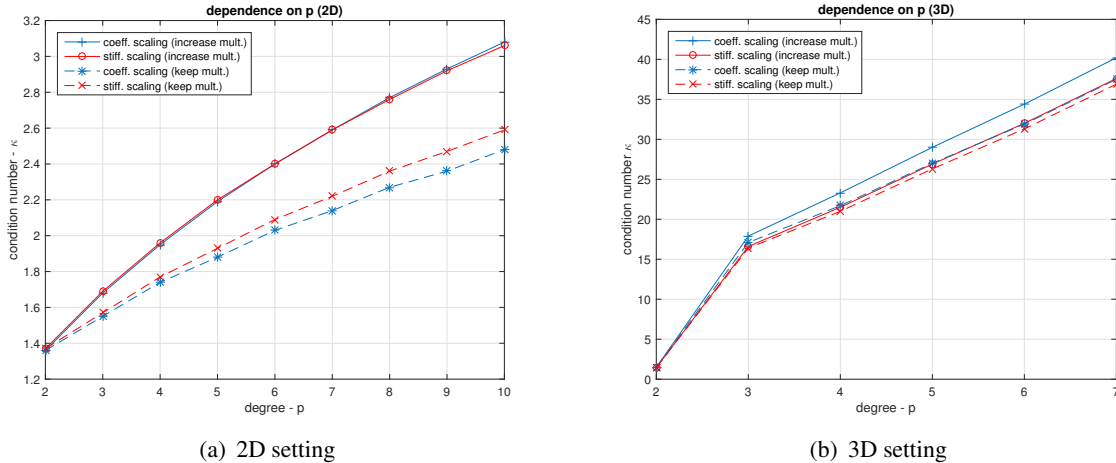 dependence on p (2D)
coeff. scaling (increase mult.)
stiff. scaling (increase mult.)
coeff. scaling (keep mult.)
stiff. scaling (keep mult.)
3.2
3
2.8
2.6
2.4
2.2
2
1.8
1.6
1.4
1.2
condition number - κ
2 3 4 5 6 7 8 9 10
degree - p
(a) 2D setting
dependence on p (3D)
coeff. scaling (increase mult.)
stiff. scaling (increase mult.)
coeff. scaling (keep mult.)
stiff. scaling (keep mult.)
45
40
35
30
25
20
15
10
5
0
condition number κ
2 3 4 5 6 7
degree - p
(b) 3D setting